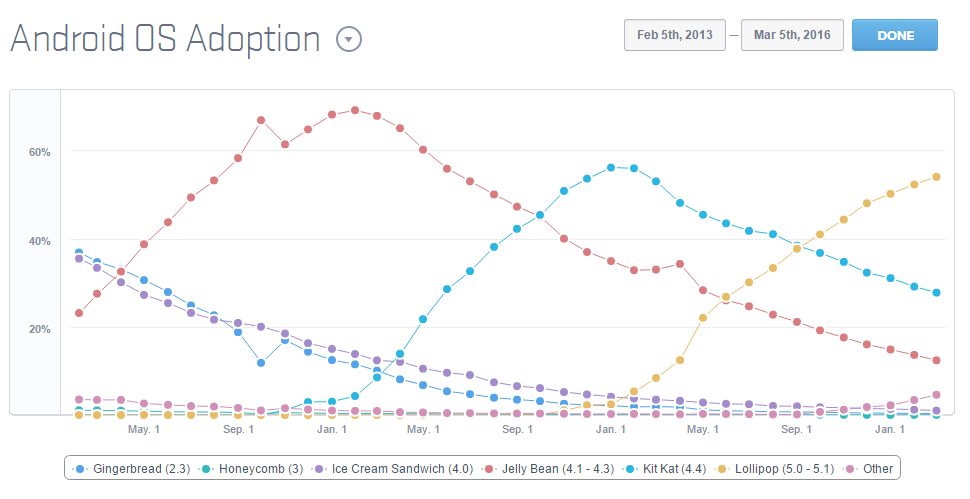 Android OS Adoption
Feb 5th, 2013 — Mar 5th, 2016 DONE
60%
40%
20%
May. 1 Sep. 1 Jan. 1 May. 1 Sep. 1 Jan. 1 May. 1 Sep. 1 Jan. 1
Gingerbread (2.3) Honeycomb (3) Ice Cream Sandwich (4.0) Jelly Bean (4.1 - 4.3) Kit Kat (4.4) Lollipop (5.0 - 5.1) Other